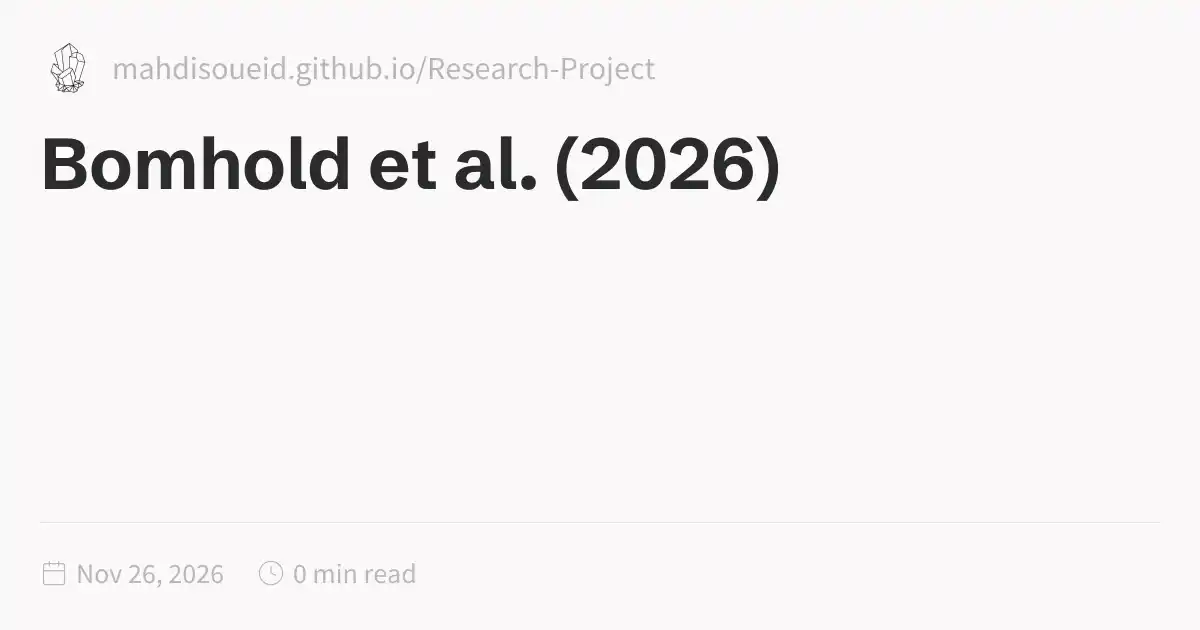 mahdisoueid.github.io/Research-Project
Bomhold et al. (2026)
Nov 26, 2026 0 min read